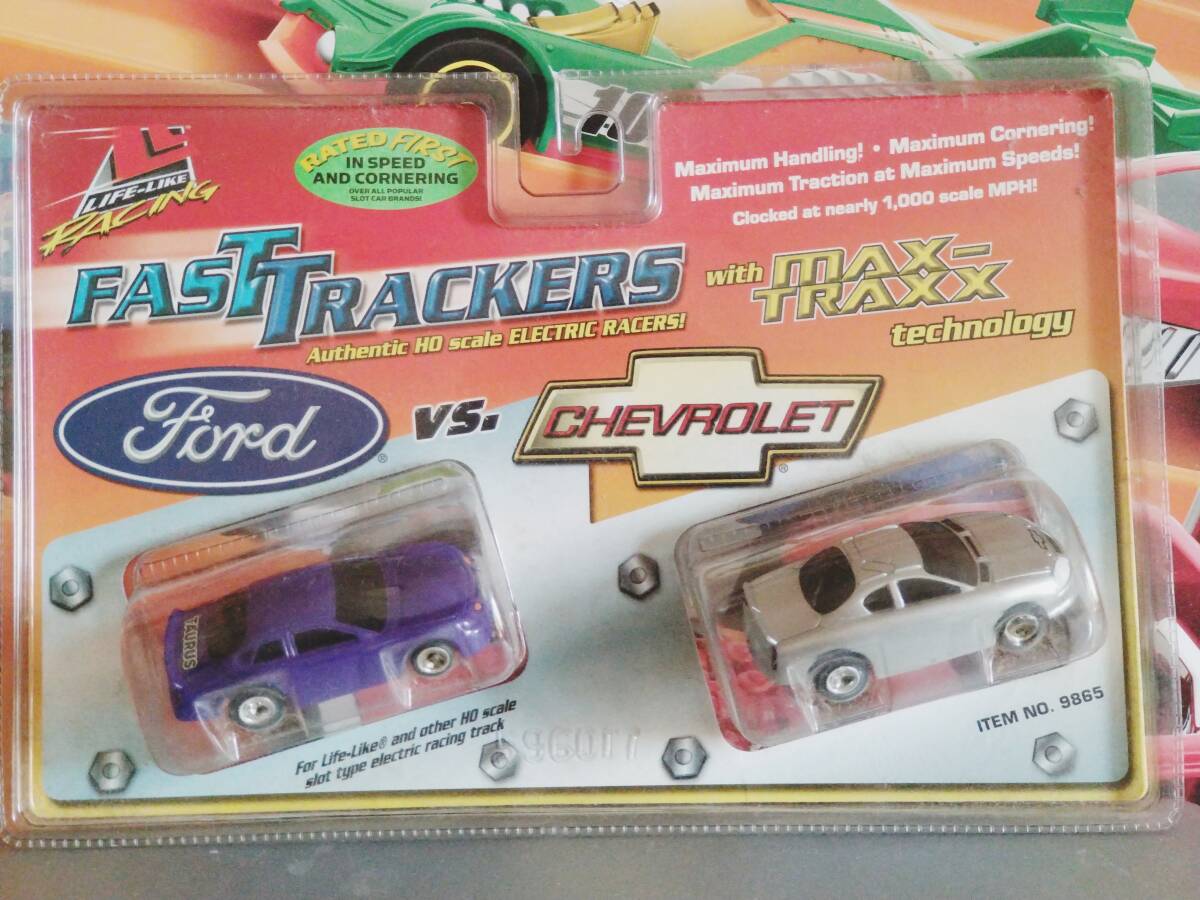 LIFE-LIKE
RACING
RATED FIRST
IN SPEED
AND CORNERING
OVER ALL POPULAR
SLOT CAR BRANDS!
Maximum Handling! • Maximum Cornering!
Maximum Traction at Maximum Speeds!
Clocked at nearly 1,000 scale MPH!
FASTTRACKERS
Authentic HO scale ELECTRIC RACERS!
with MAX-
TRAXX
technology
Ford®
vs.
CHEVROLET®
TAURUS
For Life-Like® and other HO scale
slot type electric racing track
ITEM NO. 9865
10